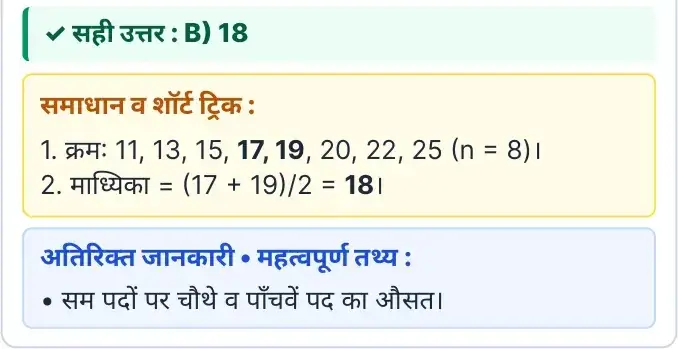 ✓ सही उत्तर : B) 18
समाधान व शॉर्ट ट्रिक :
1. क्रमः 11, 13, 15, 17, 19, 20, 22, 25 (n = 8)।
2. माध्यिका = (17 + 19)/2 = 18।
अतिरिक्त जानकारी • महत्वपूर्ण तथ्य :
• सम पदों पर चौथे व पाँचवें पद का औसत।